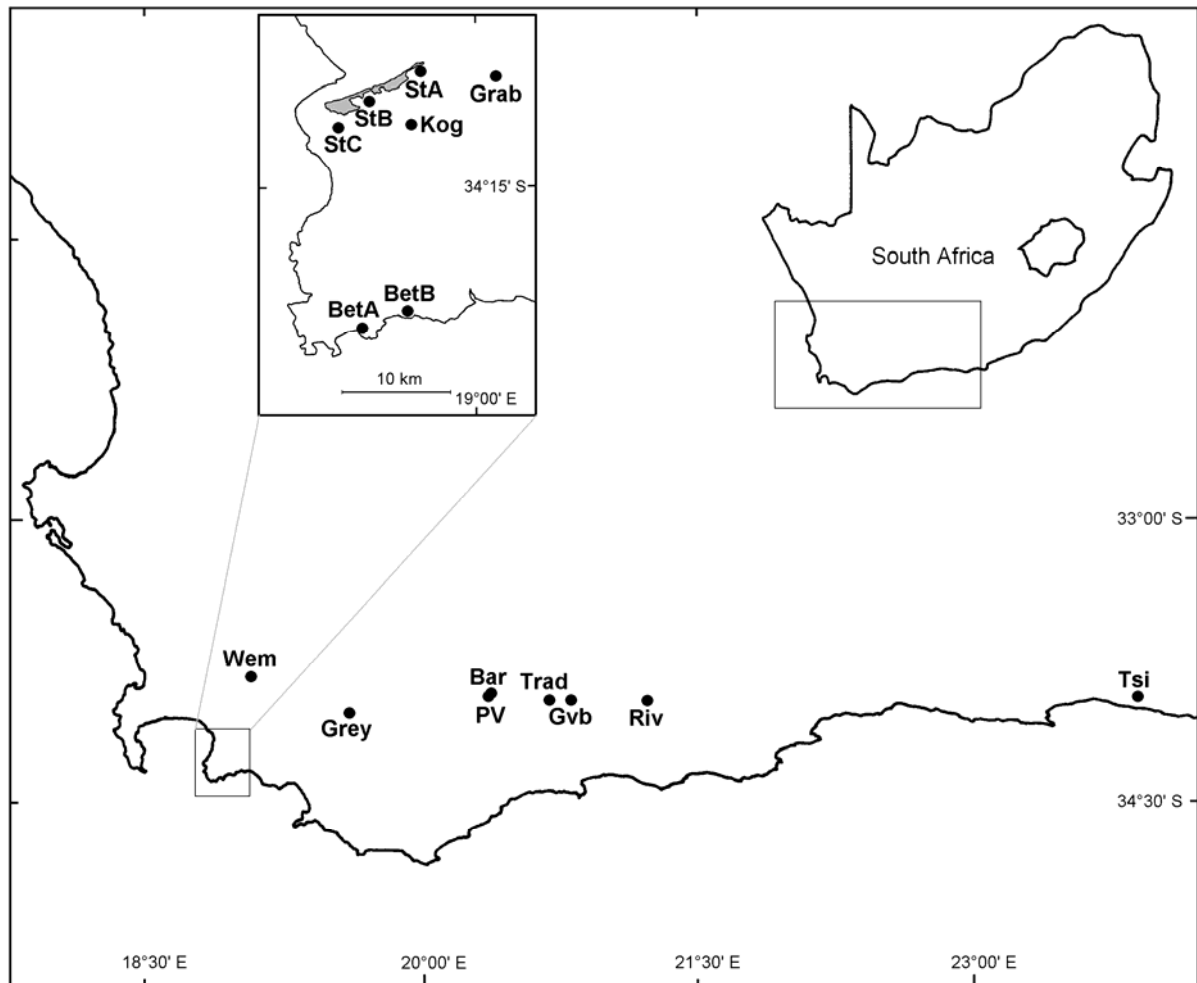 StA
Grab
StB
Kog
StC
34°15' S
South Africa
BetB
BetA
10 km
19°00' E
33°00' S
Wem
Bar
Trad
Tsi
Grey
PV
Gvb
Riv
34°30' S
18°30' E
20°00' E
21°30' E
23°00' E